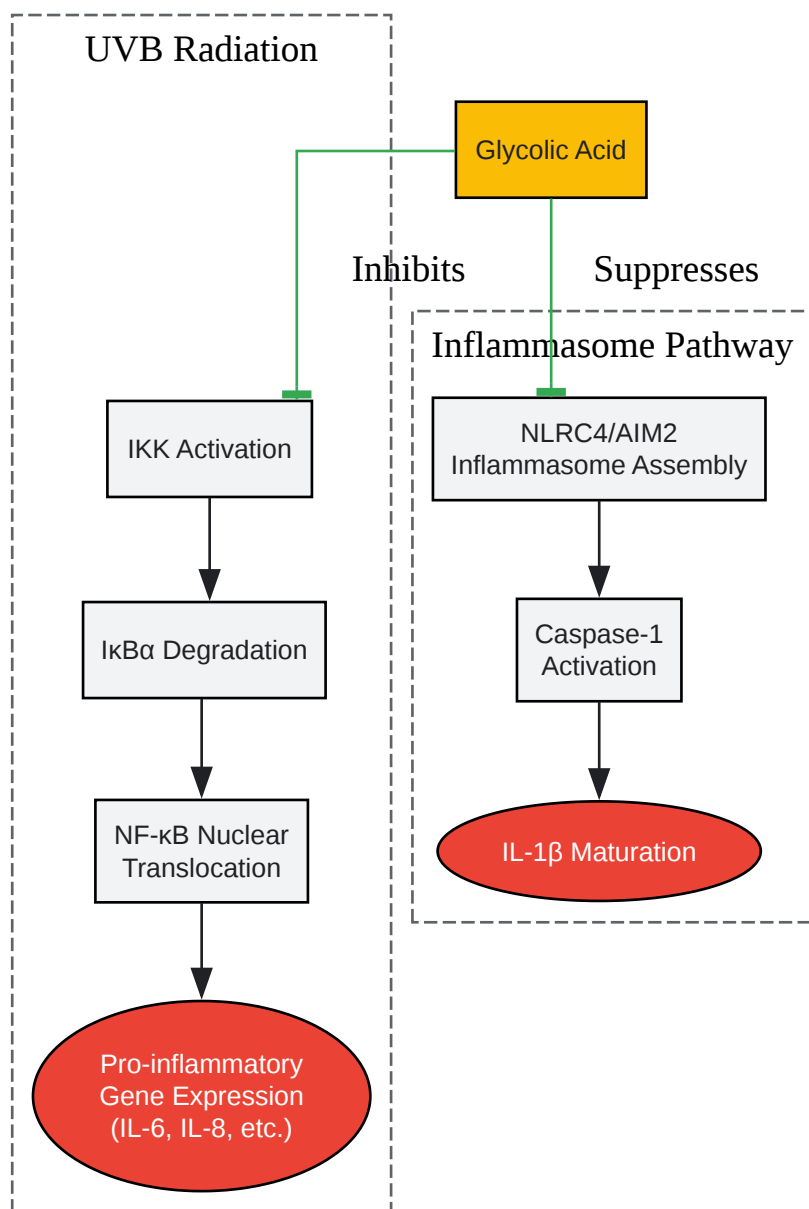 UVB Radiation
Glycolic Acid
Inhibits
Suppresses
Inflammasome Pathway
IKK Activation
NLRC4/AIM2
Inflammasome Assembly
IκBα Degradation
Caspase-1
Activation
NF-κB Nuclear
Translocation
IL-1β Maturation
Pro-inflammatory
Gene Expression
(IL-6, IL-8, etc.)